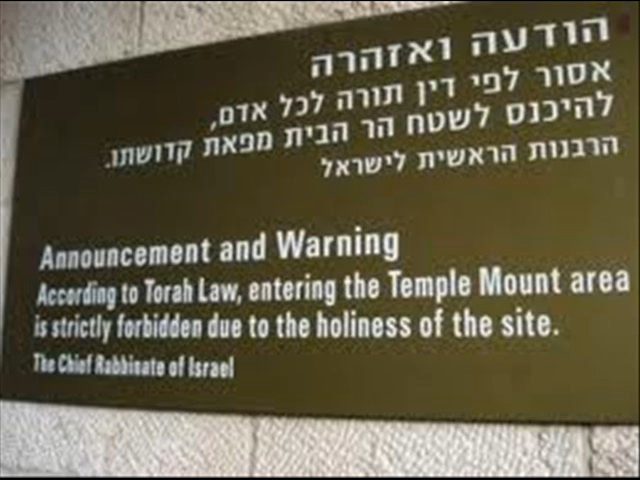 הודעה ואזהרה
אסור לפי דין תורה לכל אדם,
להיכנס לשטח הר הבית מפאת קדושתו.
הרבנות הראשית לישראל
Announcement and Warning
According to Torah Law, entering the Temple Mount area
is strictly forbidden due to the holiness of the site.
The Chief Rabbinate of Israel